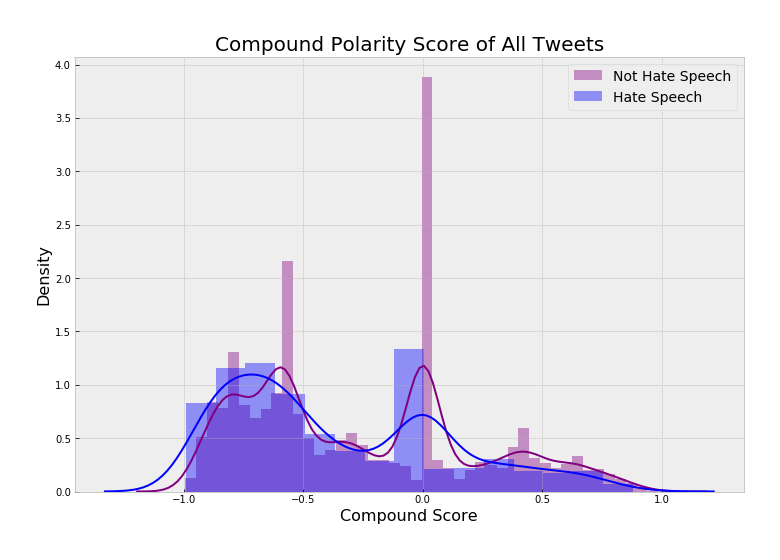 Compound Polarity Score of All Tweets
Not Hate Speech
Hate Speech
Density
4.0
3.5
3.0
2.5
2.0
1.5
1.0
0.5
0.0
−1.0 −0.5 0.0 0.5 1.0
Compound Score